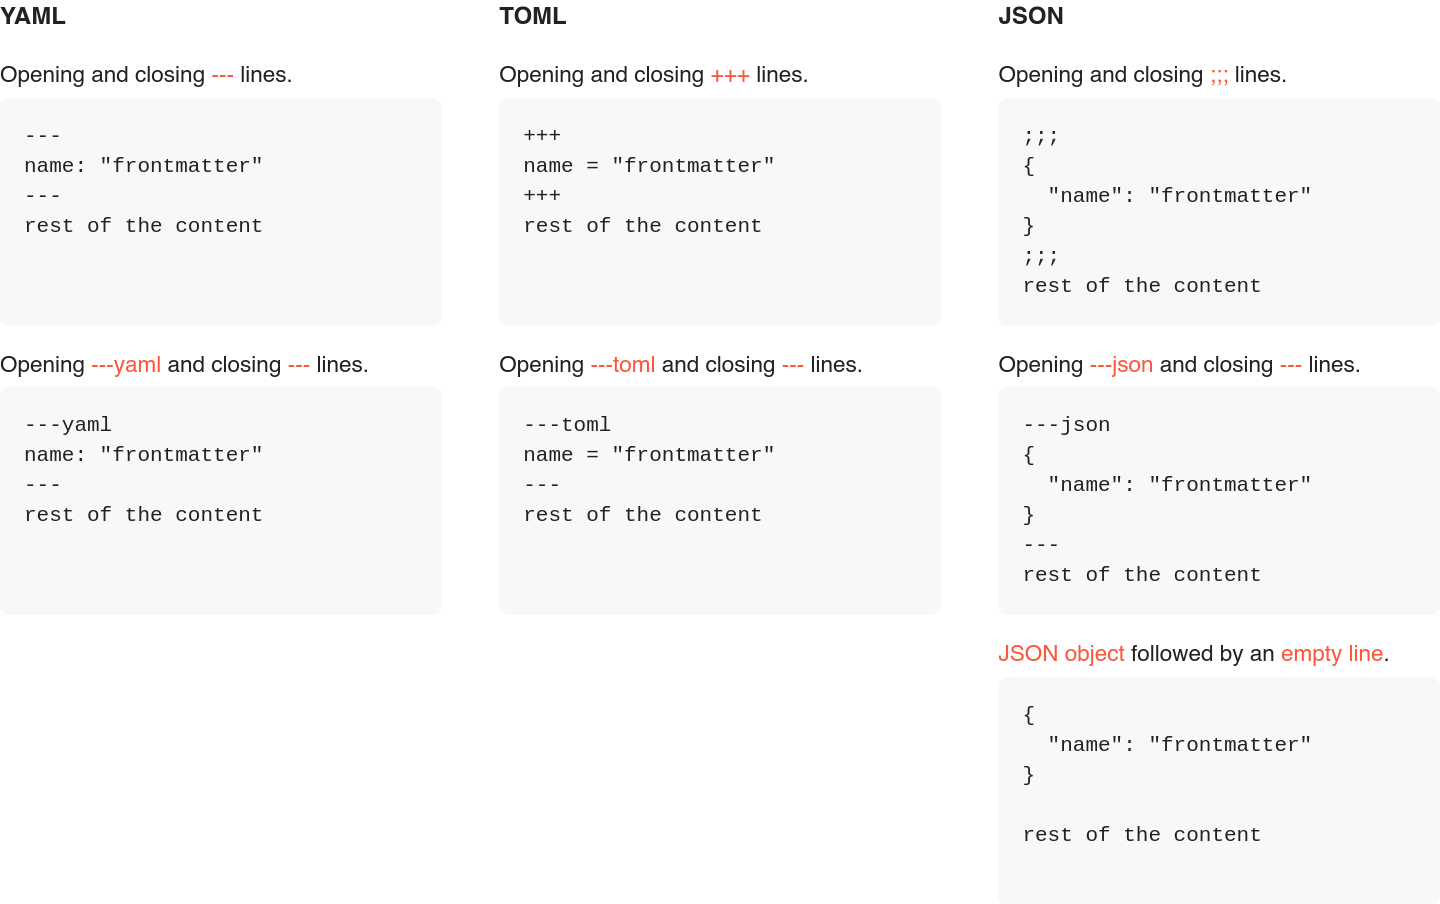 YAML
Opening and closing --- lines.
---
name: "frontmatter"
---
rest of the content
Opening ---yaml and closing --- lines.
---yaml
name: "frontmatter"
---
rest of the content
TOML
Opening and closing +++ lines.
+++
name = "frontmatter"
+++
rest of the content
Opening ---toml and closing --- lines.
---toml
name = "frontmatter"
---
rest of the content
JSON
Opening and closing ;;; lines.
;;;
{
  "name": "frontmatter"
}
;;;
rest of the content
Opening ---json and closing --- lines.
---json
{
  "name": "frontmatter"
}
---
rest of the content
JSON object followed by an empty line.
{
  "name": "frontmatter"
}

rest of the content